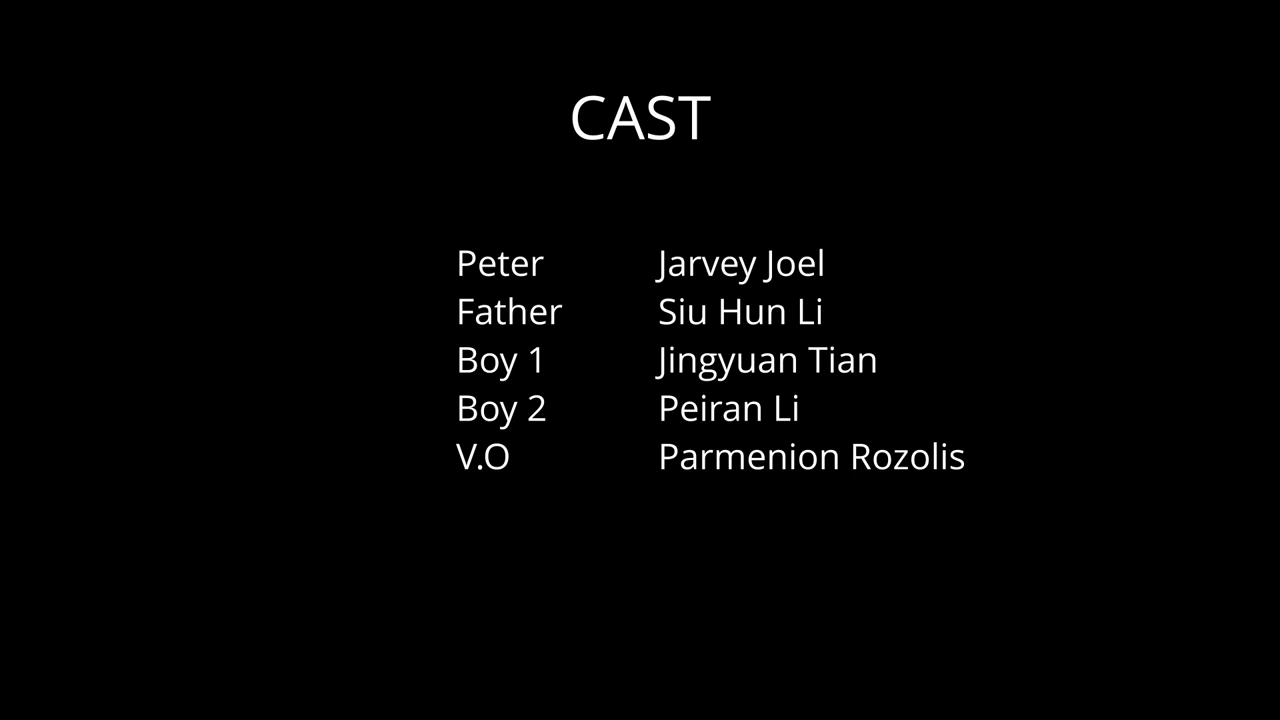 CAST
Peter Jarvey Joel
Father Siu Hun Li
Boy 1 Jingyuan Tian
Boy 2 Peiran Li
V.O Parmenion Rozolis